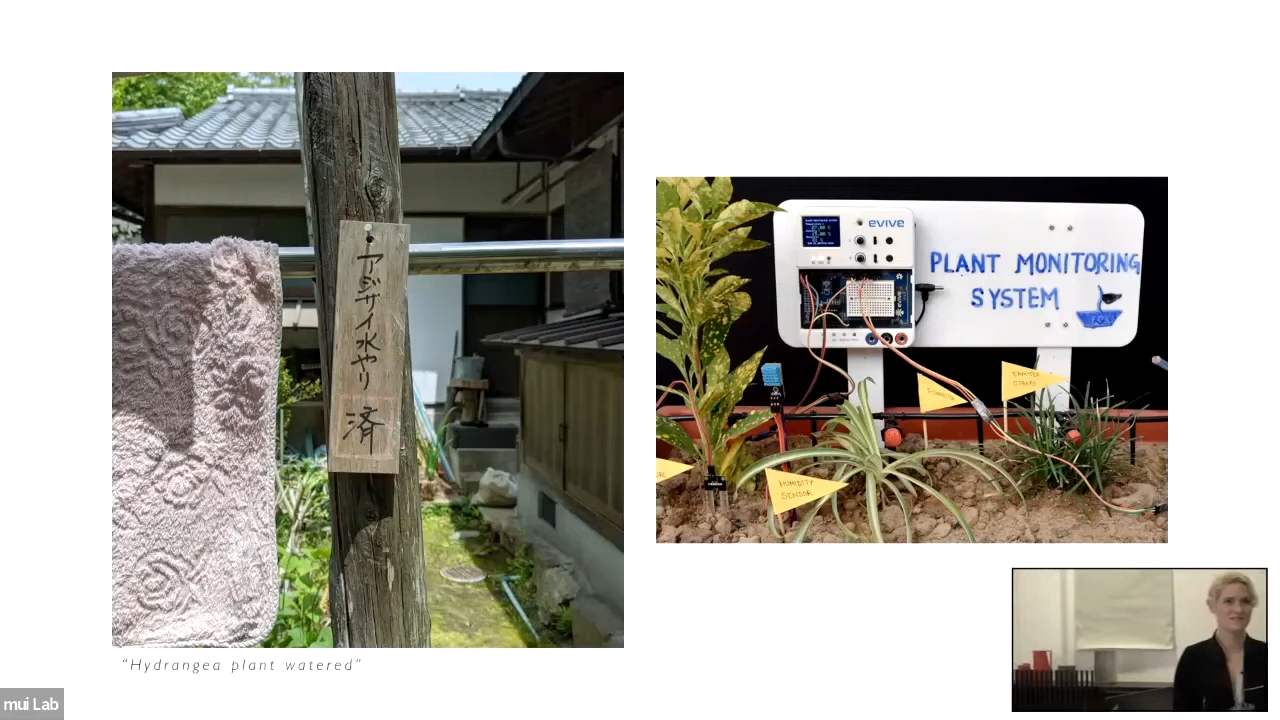 アジサイ水やり
済
"Hydrangea plant watered"
evive
PLANT MONITORING
SYSTEM
HUMIDITY
SENSOR
mui Lab